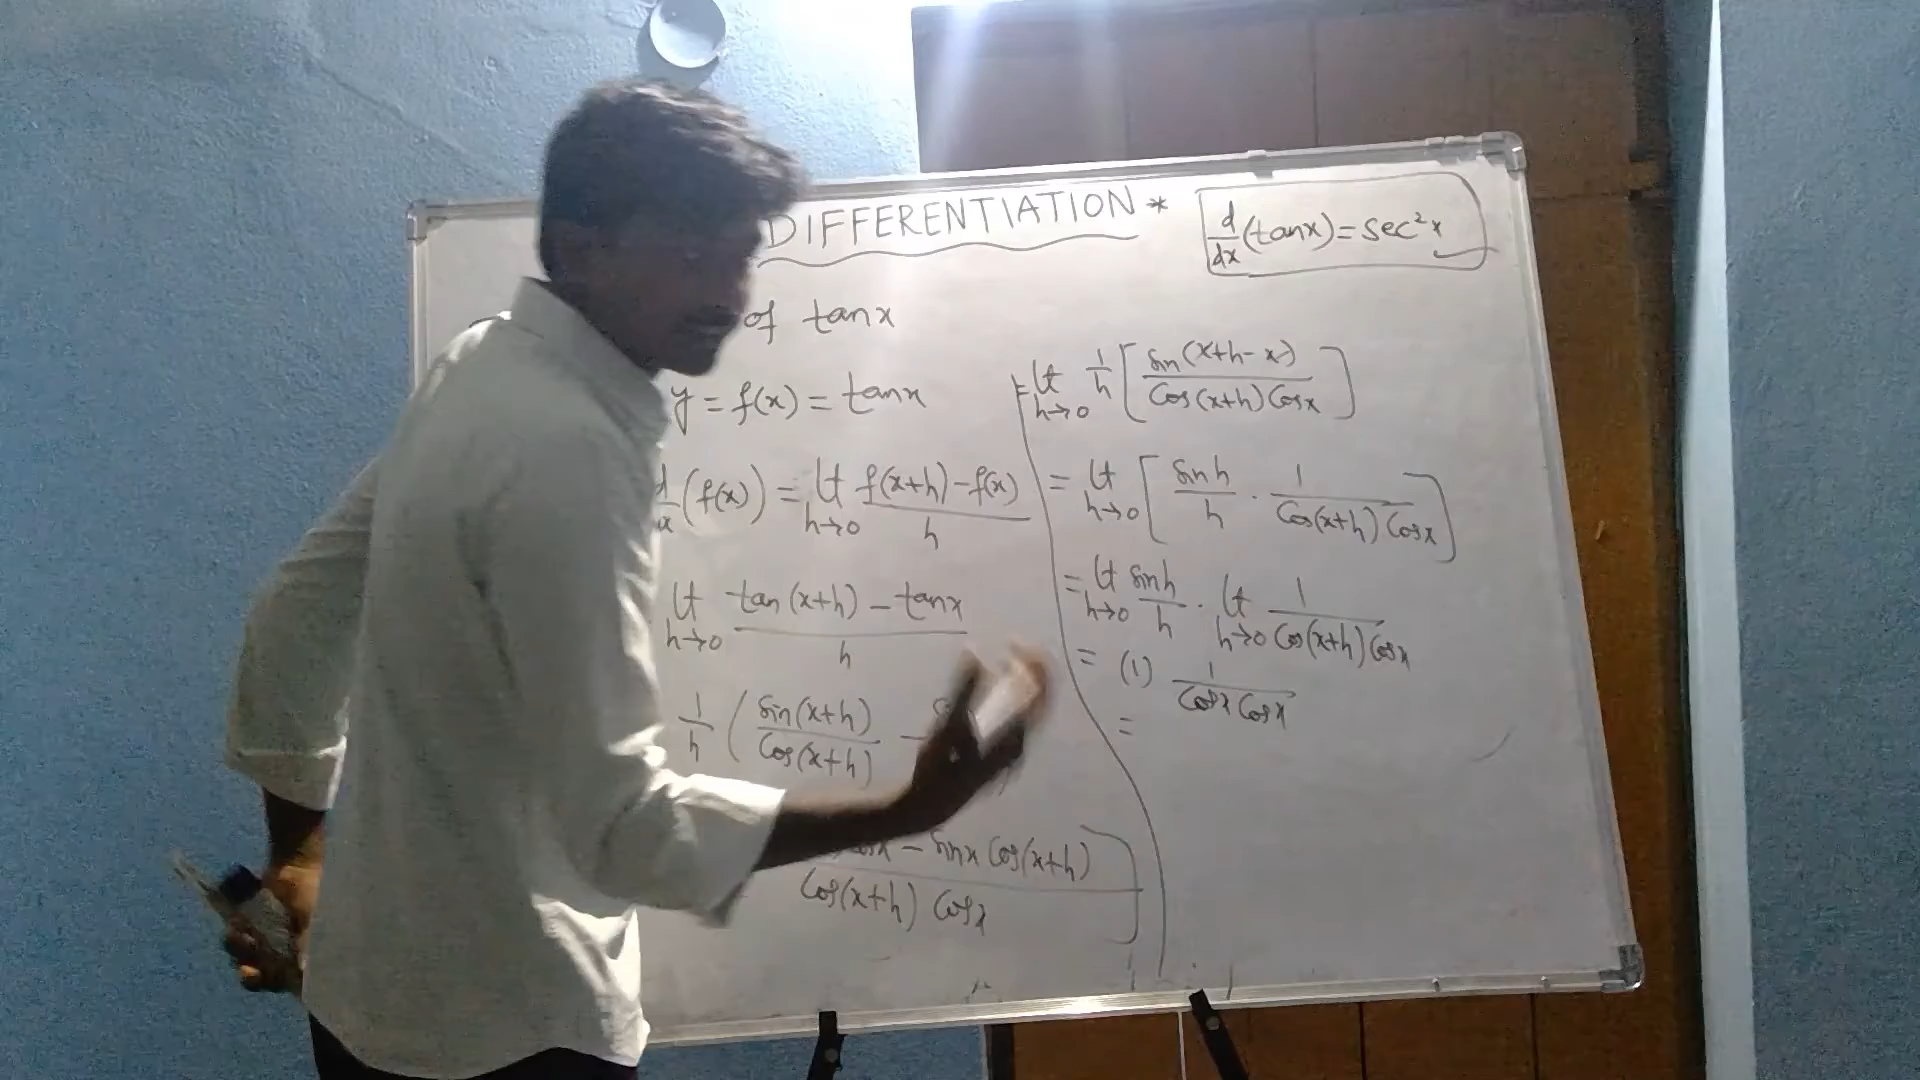 DIFFERENTIATION *
d/dx (tanx) = sec²x
of tanx
y = f(x) = tanx
(f(x)) = lt h→0 f(x+h) - f(x) / h
lt h→0 tan(x+h) - tanx / h
1/h ( sin(x+h) / cos(x+h) -
- sinx cos(x+h) ] / cos(x+h) cosx
= lt h→0 1/h [ sin(x+h-x) / cos(x+h) cosx ]
= lt h→0 [ sinh / h · 1 / cos(x+h) cosx ]
= lt h→0 sinh / h · lt h→0 1 / cos(x+h) cosx
= (1) 1 / cosx cosx
=